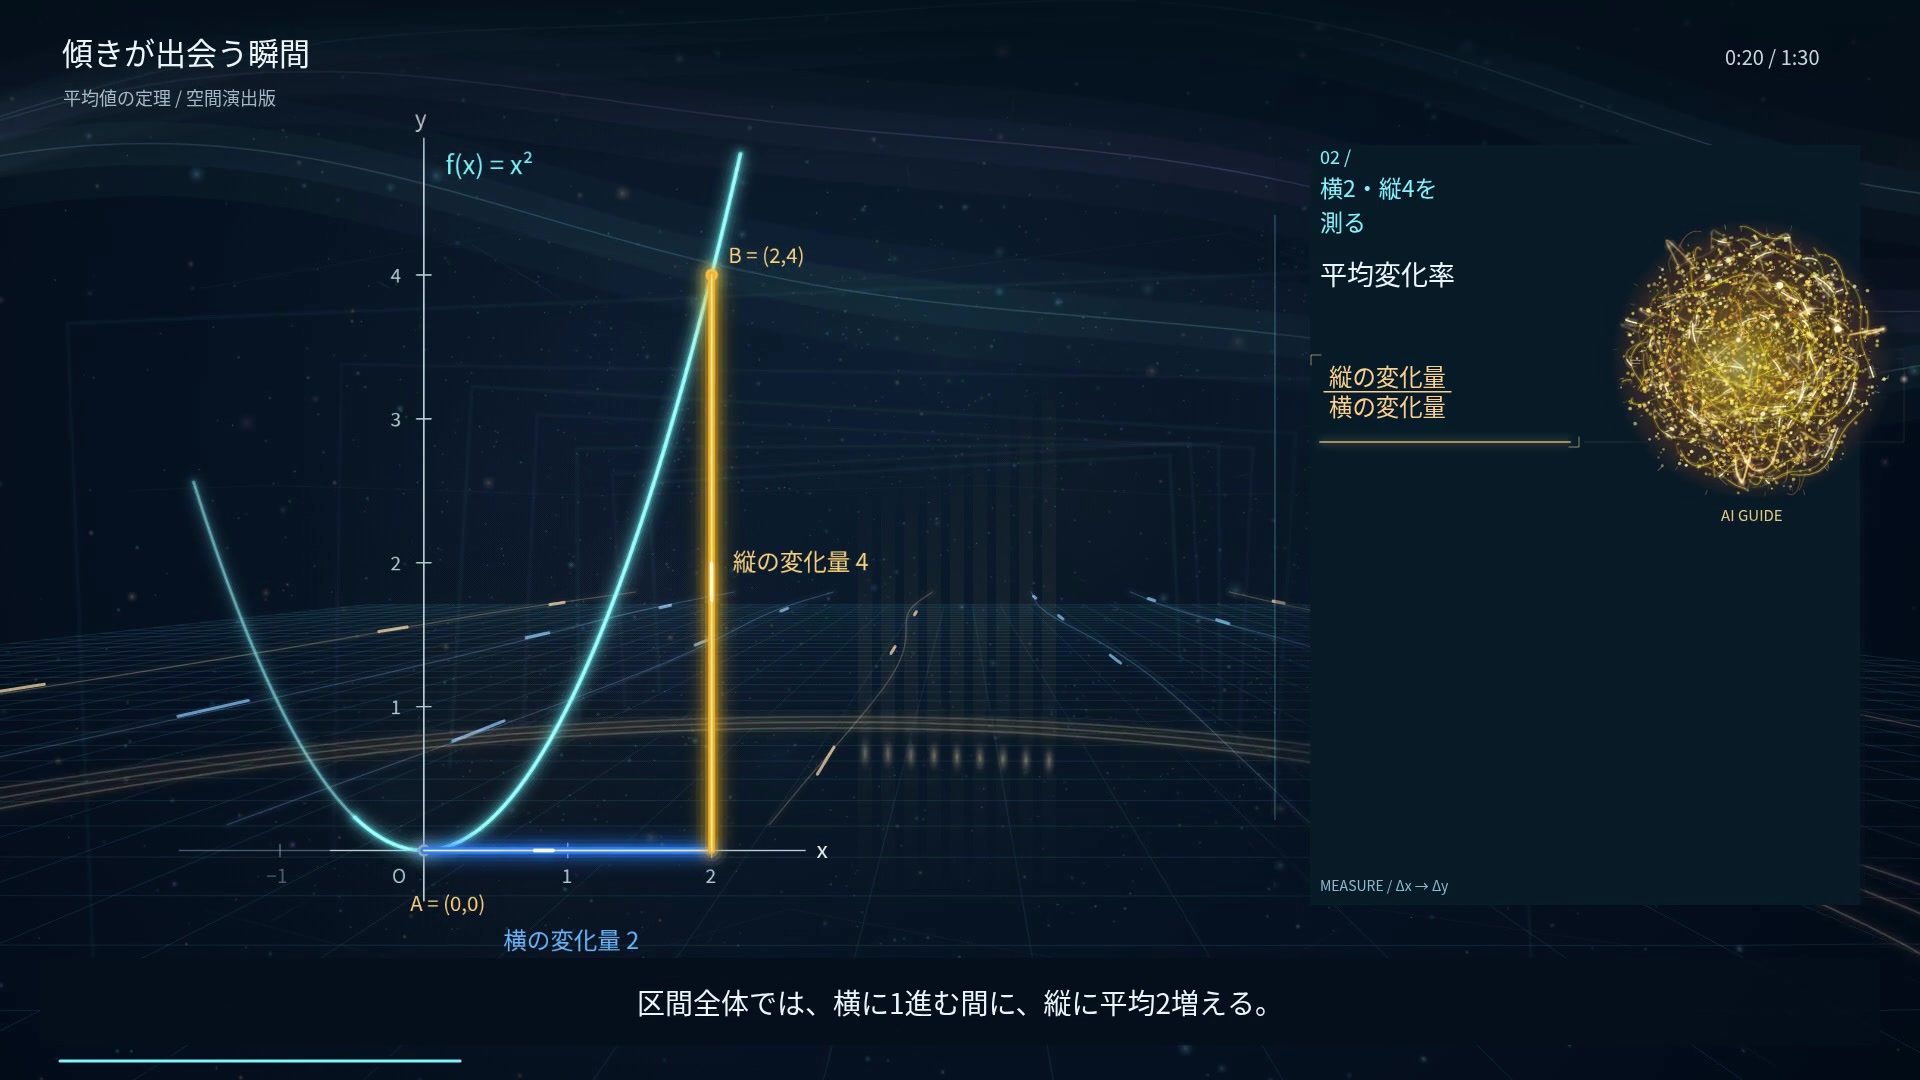 傾きが出会う瞬間
平均値の定理 / 空間演出版
0:20 / 1:30
y
f(x) = x²
B = (2,4)
4
3
2
1
縦の変化量 4
x
−1
O
1
2
A = (0,0)
横の変化量 2
02 /
横2・縦4を
測る
平均変化率
縦の変化量
横の変化量
AI GUIDE
MEASURE / Δx → Δy
区間全体では、横に1進む間に、縦に平均2増える。